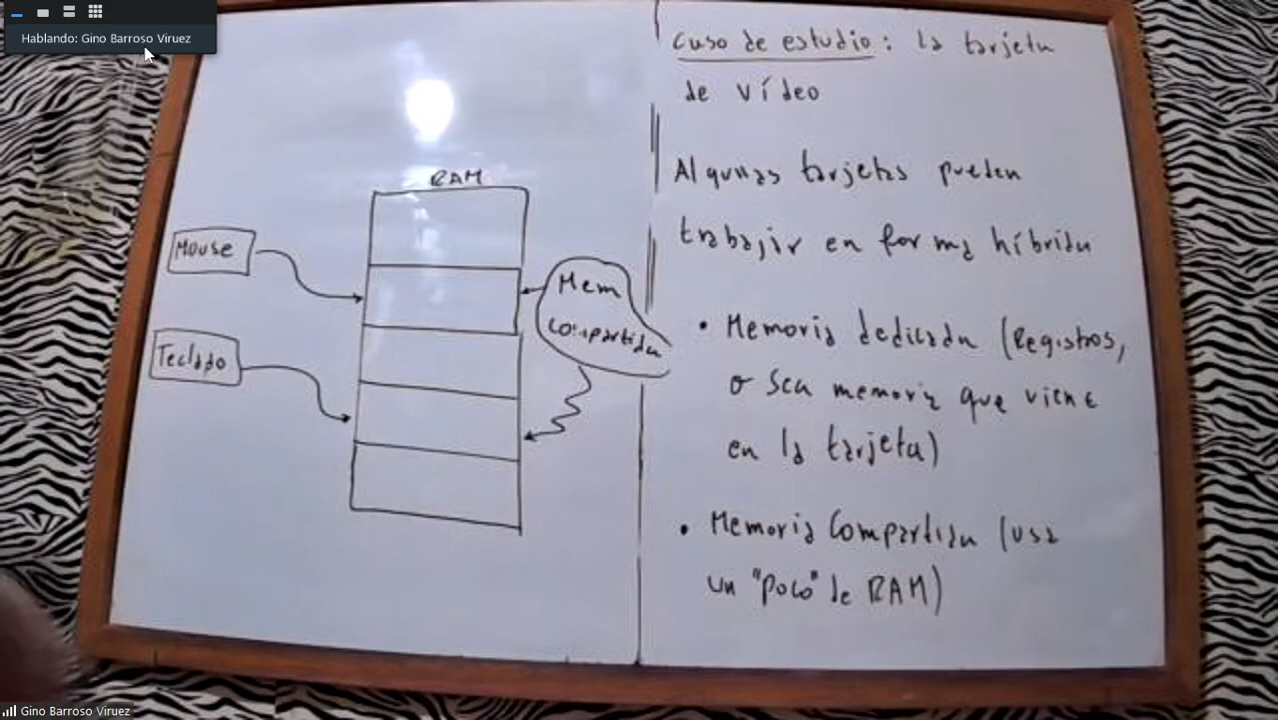 Hablando: Gino Barroso Viruez
RAM
Mouse
Teclado
Mem
Compartida
Caso de estudio: la tarjeta
de vídeo
Algunas tarjetas pueden
trabajar en forma híbrida
• Memoria dedicada (Registros,
o sea memoria que viene
en la tarjeta)
• Memoria Compartida (usa
un "poco" de RAM)
Gino Barroso Viruez